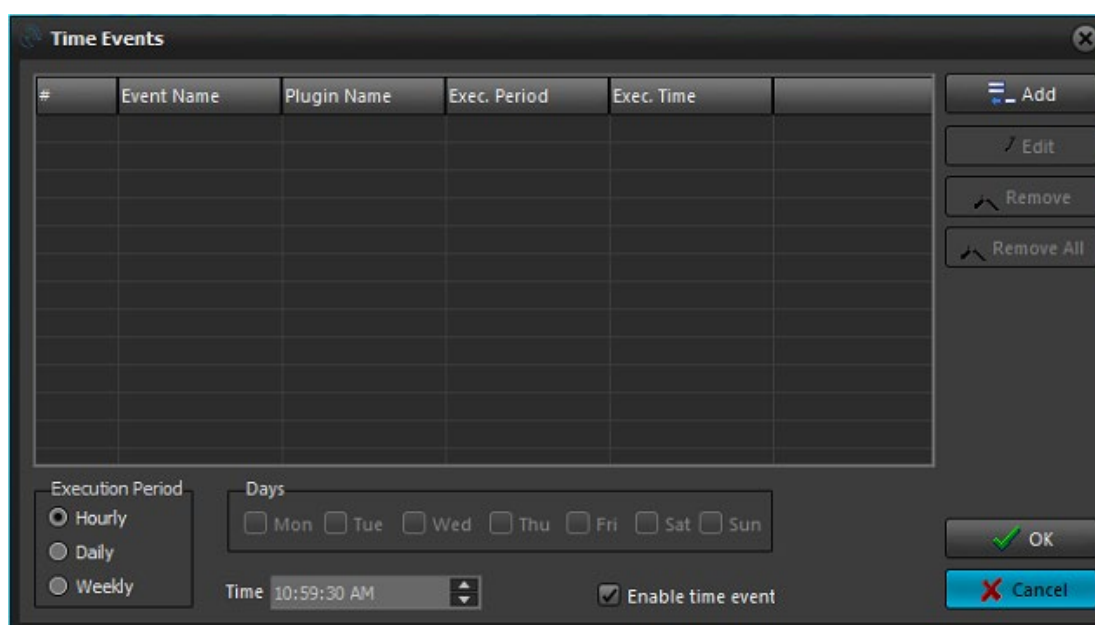 Time Events
# Event Name Plugin Name Exec. Period Exec. Time
Add
Edit
Remove
Remove All
Execution Period
Hourly
Daily
Weekly
Days
Mon Tue Wed Thu Fri Sat Sun
Time 10:59:30 AM
Enable time event
OK
Cancel